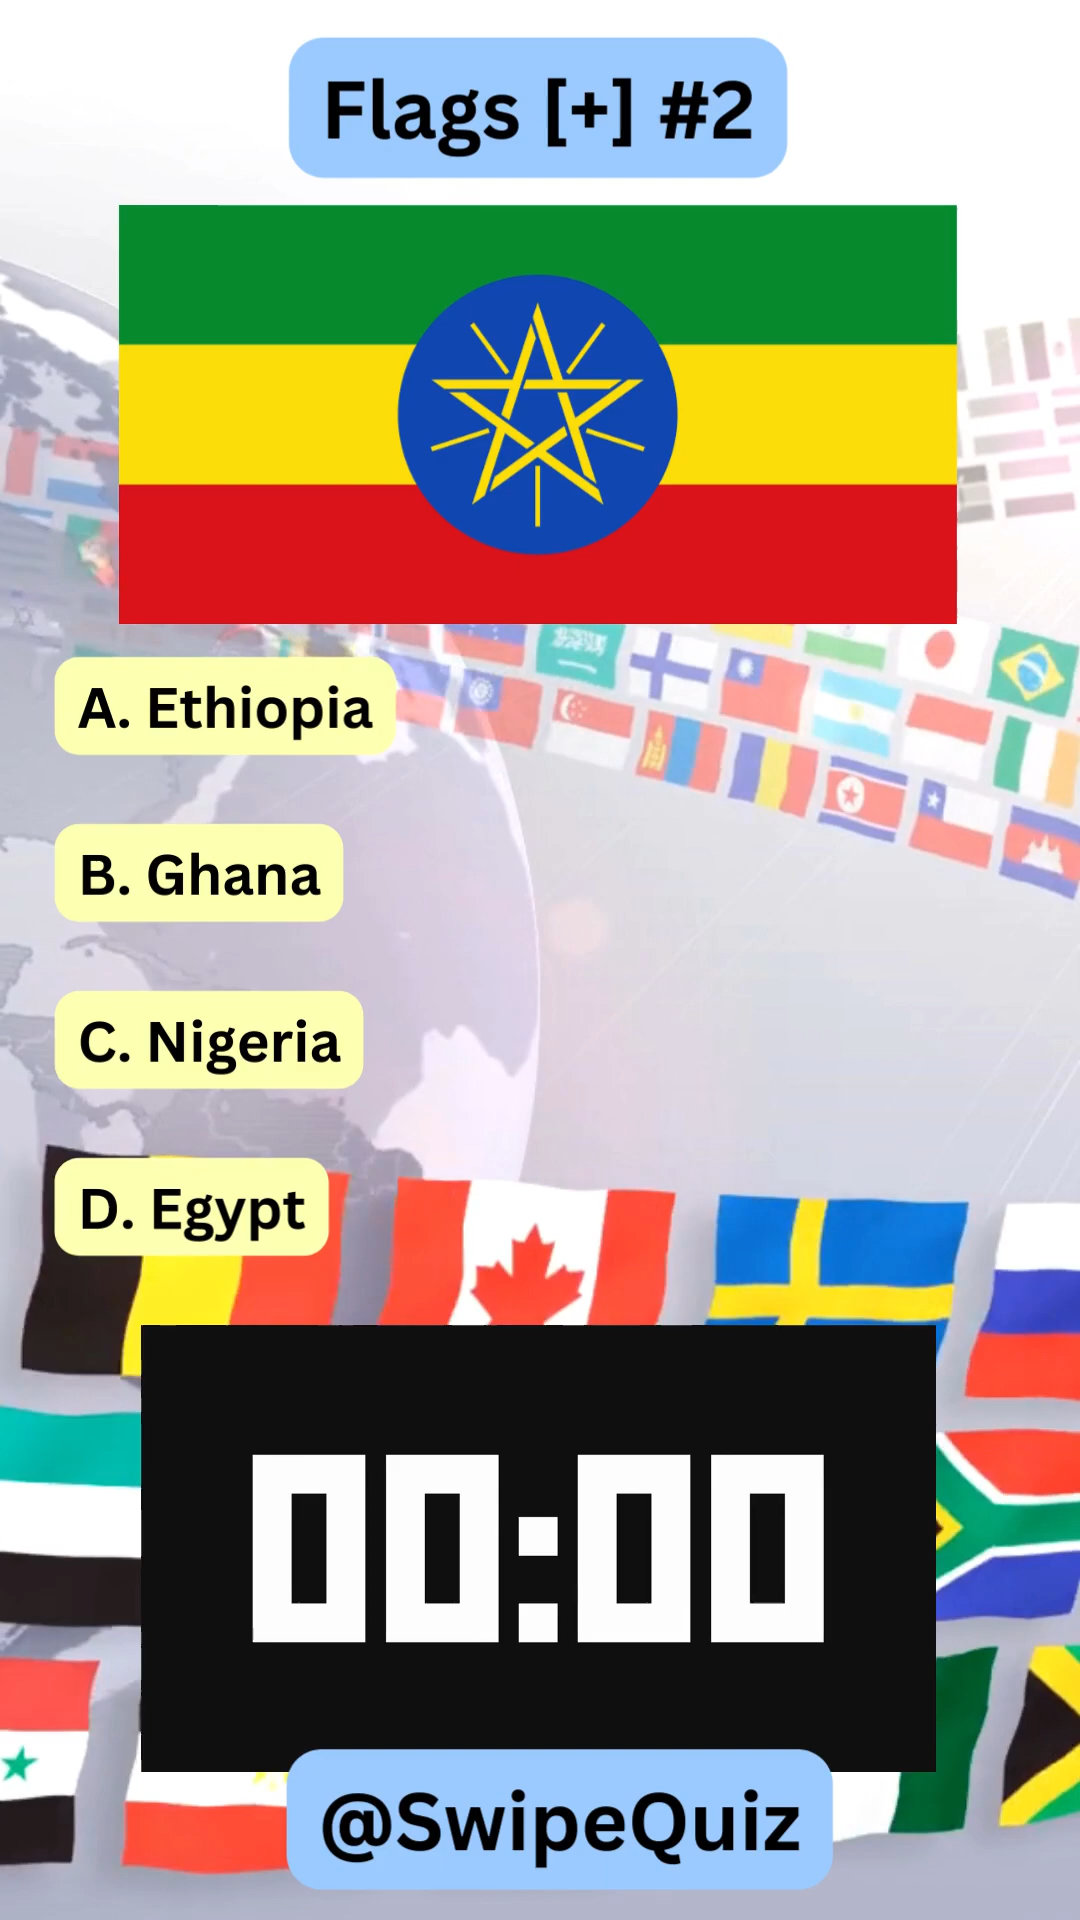 Flags [+] #2
A. Ethiopia
B. Ghana
C. Nigeria
D. Egypt
00:00
@SwipeQuiz